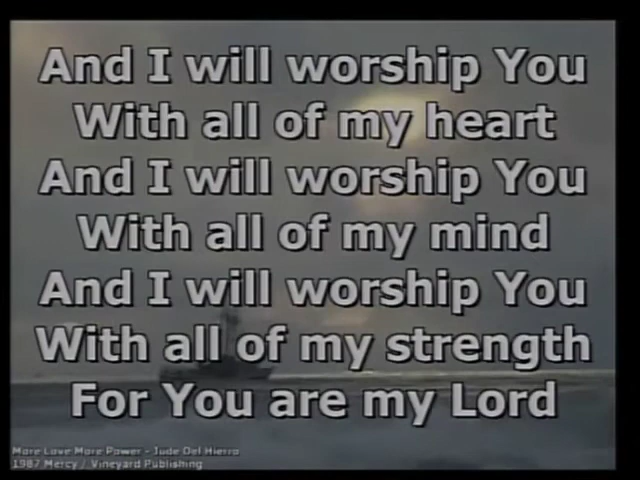 And I will worship You
With all of my heart
And I will worship You
With all of my mind
And I will worship You
With all of my strength
For You are my Lord
More Love More Power - Jude Del Hierro
1987 Mercy / Vineyard Publishing